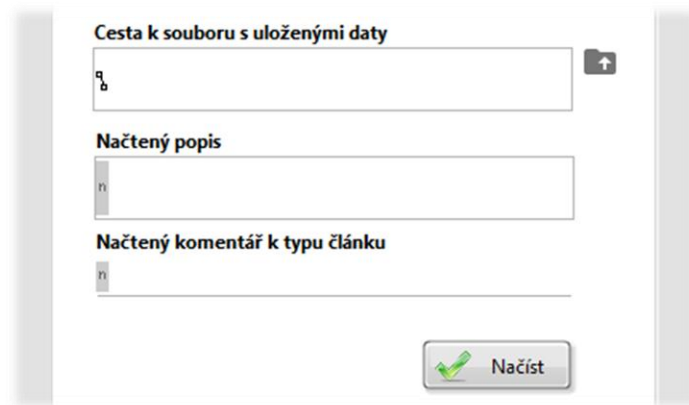 Cesta k souboru s uloženými daty
Načtený popis
n
Načtený komentář k typu článku
n
Načíst